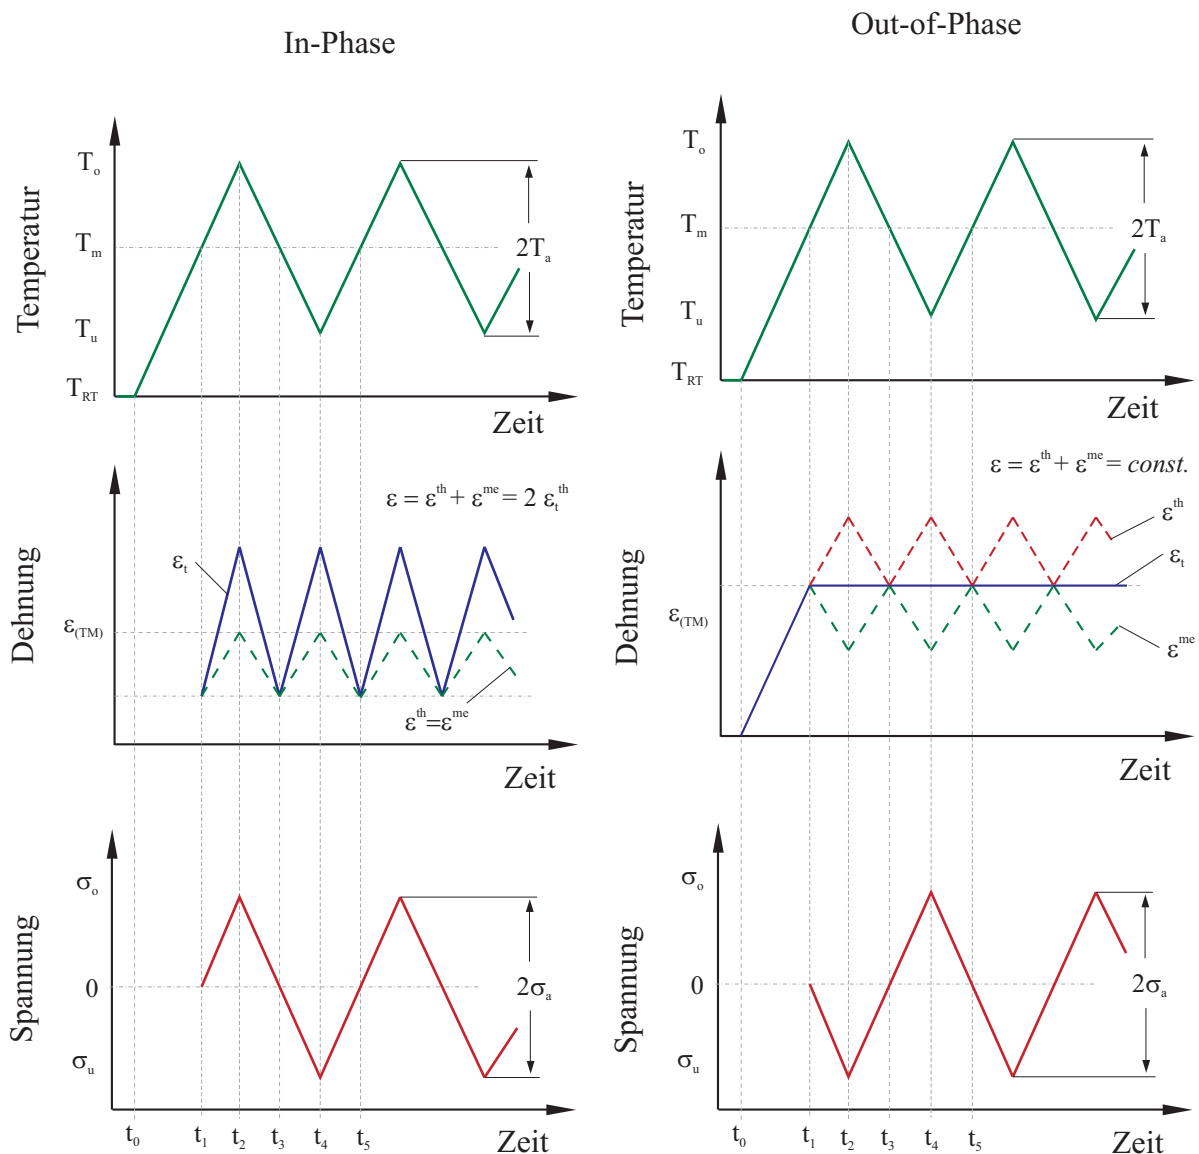 In-Phase
Out-of-Phase
Temperatur
T_o
T_m
T_u
T_RT
2T_a
Zeit
Temperatur
T_o
T_m
T_u
T_RT
2T_a
Zeit
Dehnung
ε = ε^th + ε^me = 2 ε_t^th
ε_t
ε_(TM)
ε^th=ε^me
Zeit
Dehnung
ε = ε^th + ε^me = const.
ε^th
ε_t
ε_(TM)
ε^me
Zeit
Spannung
σ_o
0
σ_u
2σ_a
t_0 t_1 t_2 t_3 t_4 t_5
Zeit
Spannung
σ_o
0
σ_u
2σ_a
t_0 t_1 t_2 t_3 t_4 t_5
Zeit